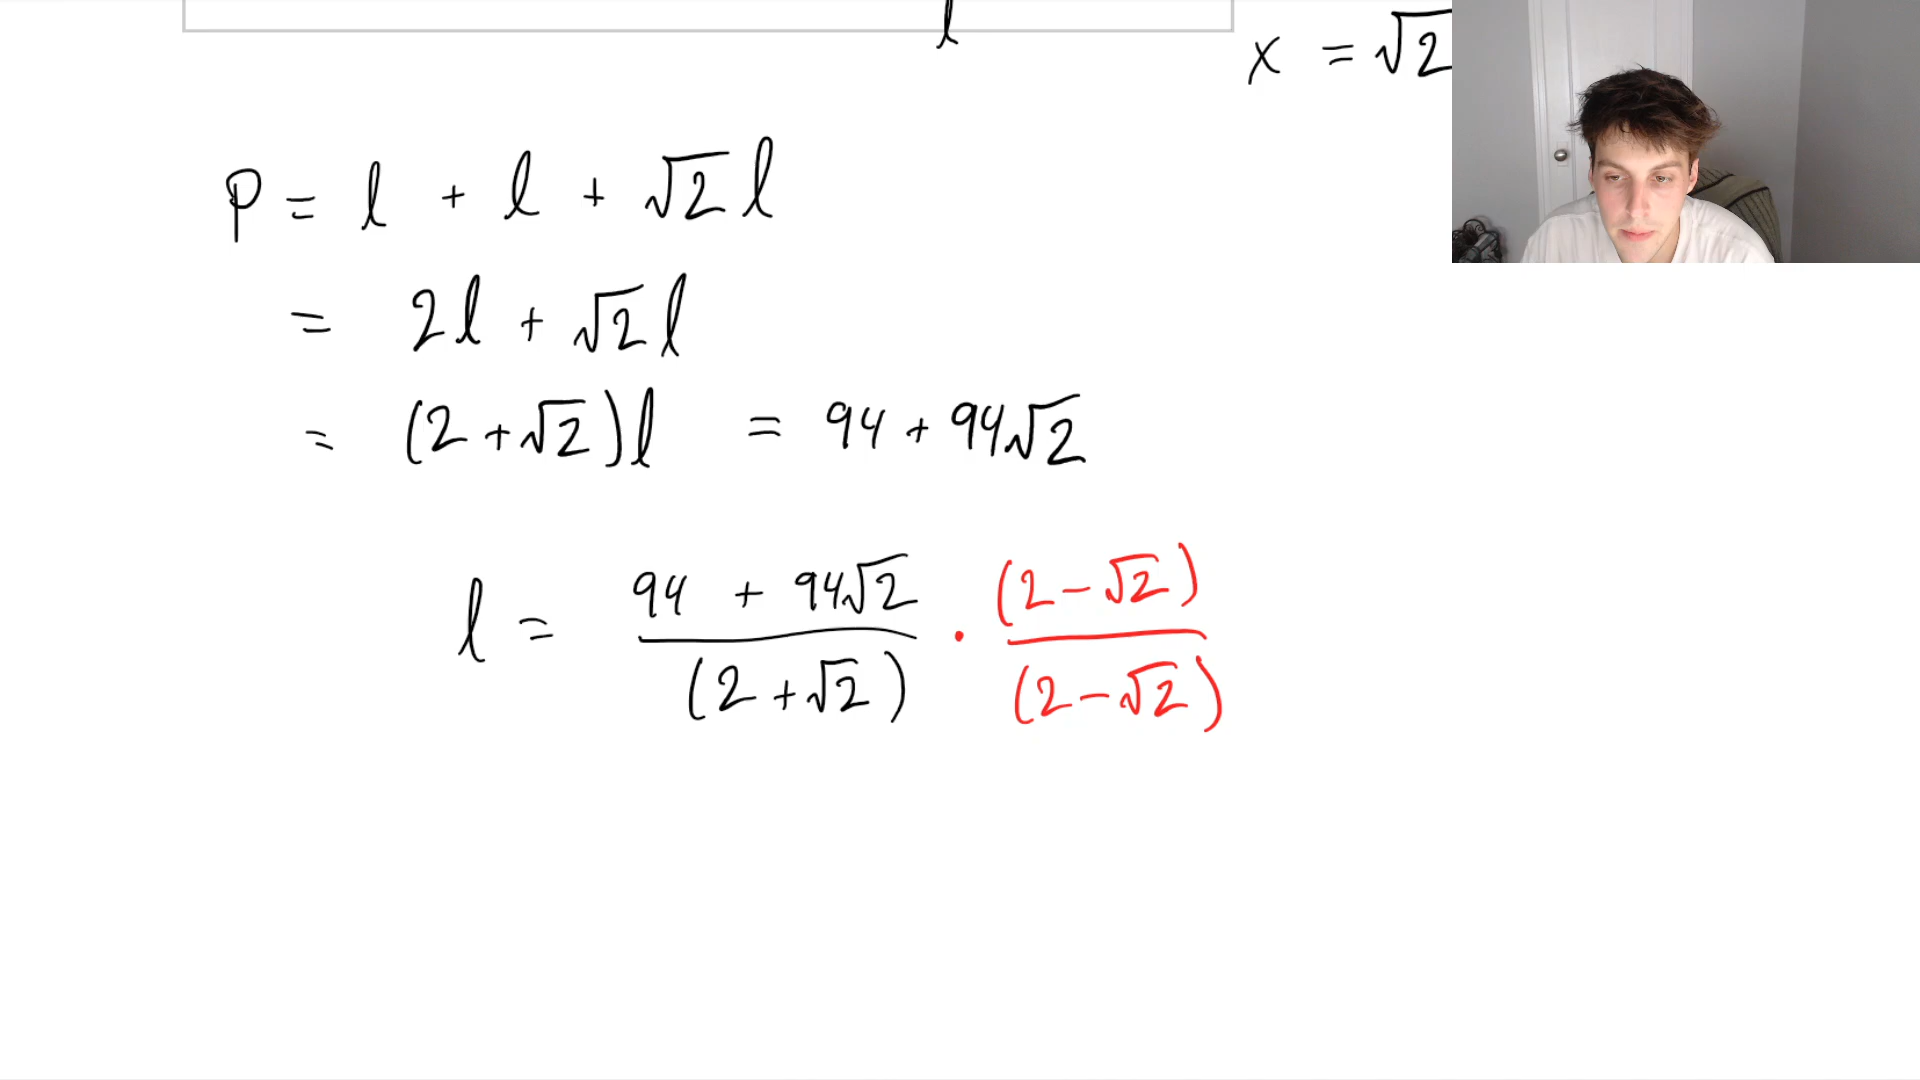 l
x = √2
P = l + l + √2 l
= 2l + √2 l
= (2 + √2)l = 94 + 94√2
l = (94 + 94√2)/(2 + √2) · (2 - √2)/(2 - √2)